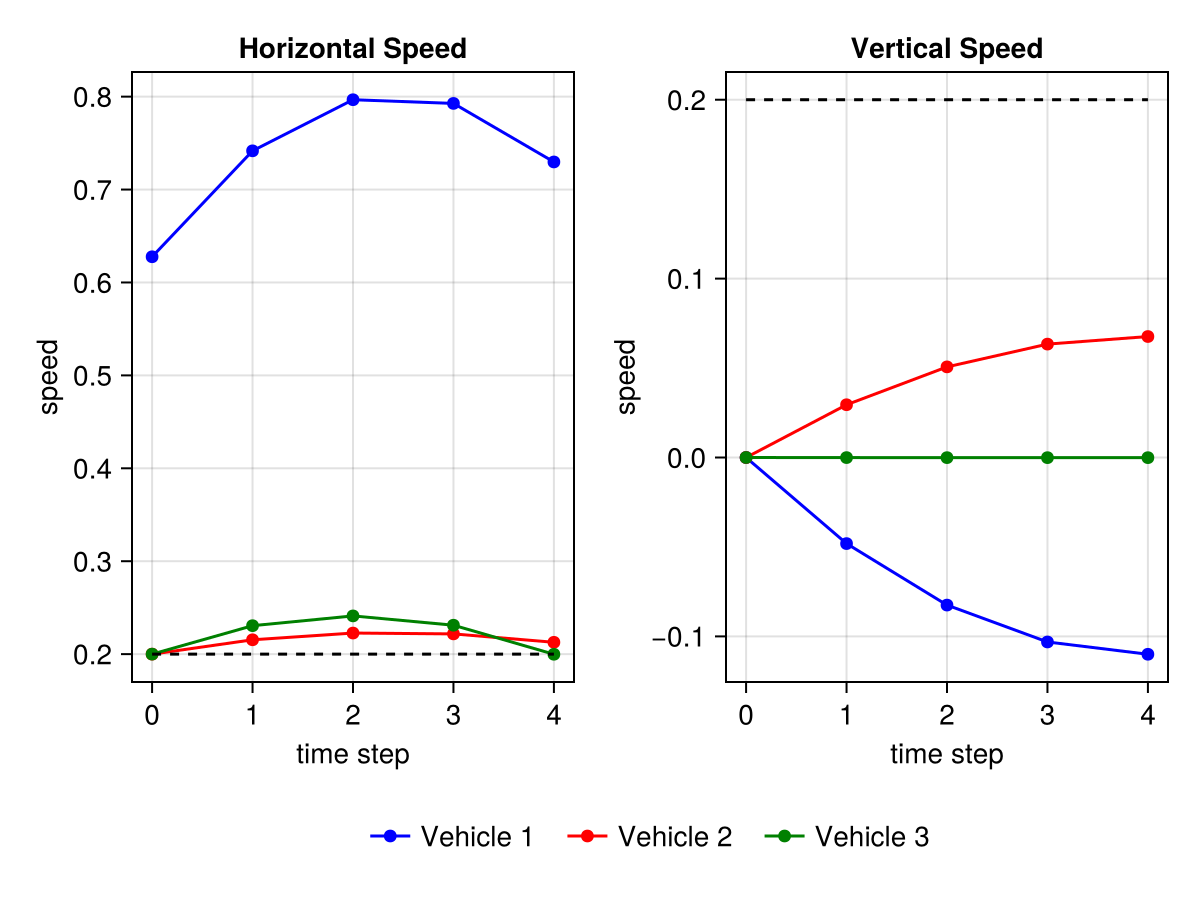 Horizontal Speed
0.8
0.7
0.6
0.5
0.4
0.3
0.2
speed
0 1 2 3 4
time step
Vertical Speed
0.2
0.1
0.0
−0.1
speed
0 1 2 3 4
time step
Vehicle 1 Vehicle 2 Vehicle 3